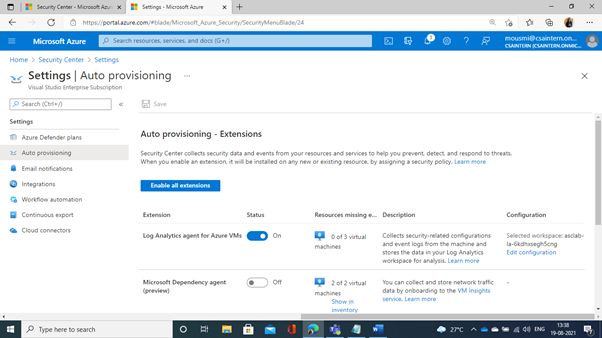 Security Center - Microsoft Azu
Settings - Microsoft Azure
https://portal.azure.com/#blade/Microsoft_Azure_Security/SecurityMenuBlade/24
Microsoft Azure
Search resources, services, and docs (G+/)
mousmi@csaintern.on...
CSAINTERN (CSAINTERN.ONMIC...
Home > Security Center > Settings
Settings | Auto provisioning ...
Visual Studio Enterprise Subscription
Search (Ctrl+/)
Save
Settings
Azure Defender plans
Auto provisioning
Email notifications
Integrations
Workflow automation
Continuous export
Cloud connectors
Auto provisioning - Extensions
Security Center collects security data and events from your resources and services to help you prevent, detect, and respond to threats.
When you enable an extension, it will be installed on any new or existing resource, by assigning a security policy. Learn more
Enable all extensions
Extension Status Resources missing e... Description Configuration
Log Analytics agent for Azure VMs On
0 of 3 virtual
machines
Collects security-related configurations
and event logs from the machine and
stores the data in your Log Analytics
workspace for analysis. Learn more
Selected workspace: asclab-
Edit configuration
Microsoft Dependency agent
(preview)
Off
2 of 2 virtual
machines
Show in
inventory
You can collect and store network traffic
data by onboarding to the VM Insights
service. Learn more
-
Type here to search
27°C
ENG
13:38
19-08-2021